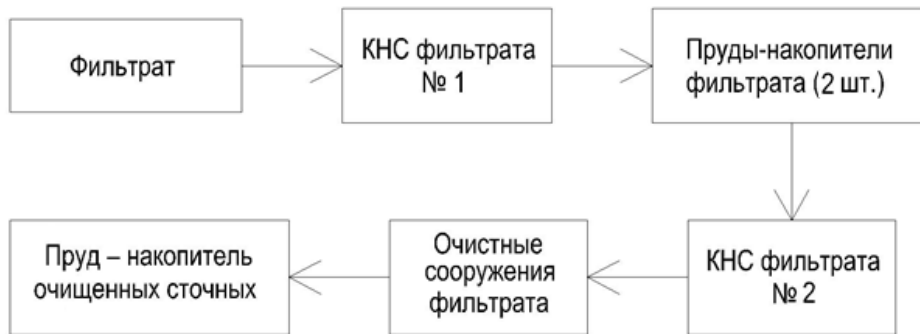 Фильтрат
КНС фильтрата
№ 1
Пруды-накопители
фильтрата (2 шт.)
КНС фильтрата
№ 2
Очистные
сооружения
фильтрата
Пруд – накопитель
очищенных сточных